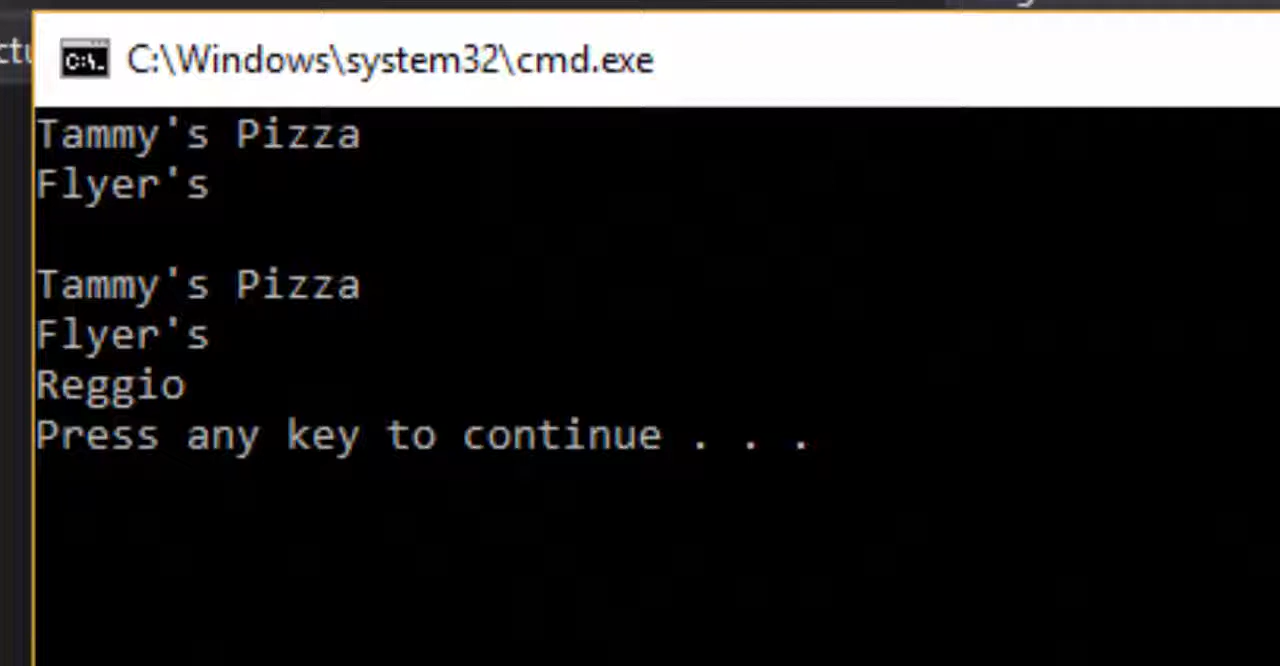 C:\Windows\system32\cmd.exe
Tammy's Pizza
Flyer's

Tammy's Pizza
Flyer's
Reggio
Press any key to continue . . .